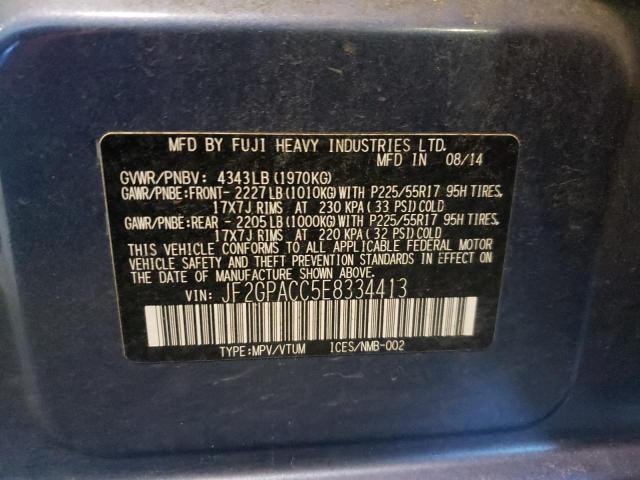 MFD BY FUJI HEAVY INDUSTRIES LTD.
MFD IN 08/14
GVWR/PNBV: 4343LB (1970KG)
GAWR/PNBE:FRONT- 2227LB(1010KG)WITH P225/55R17 95H TIRES,
17X7J RIMS AT 230 KPA ( 33 PSI)COLD
GAWR/PNBE:REAR - 2205LB(1000KG)WITH P225/55R17 95H TIRES,
17X7J RIMS AT 220 KPA ( 32 PSI)COLD
THIS VEHICLE CONFORMS TO ALL APPLICABLE FEDERAL MOTOR
VEHICLE SAFETY AND THEFT PREVENTION STANDARDS IN EFFECT
ON THE DATE OF MANUFACTURE SHOWN ABOVE.
VIN: JF2GPACC5E8334413
TYPE:MPV/VTUM ICES/NMB-002